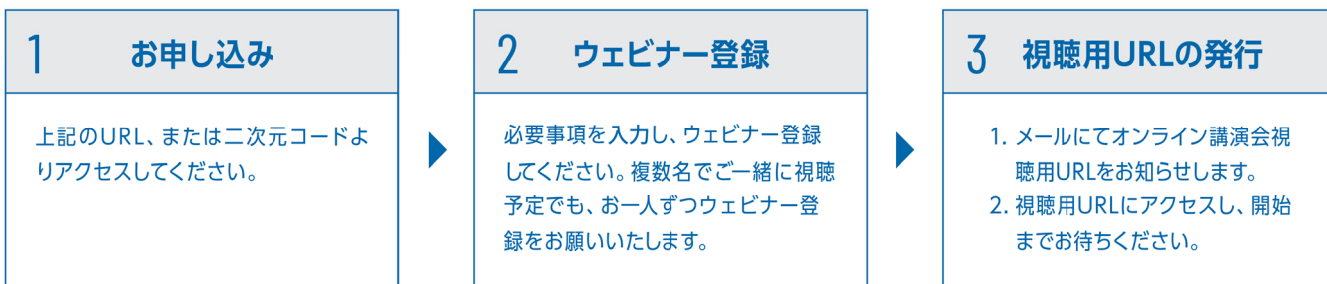 1 お申し込み
上記のURL、または二次元コードよ
りアクセスしてください。
2 ウェビナー登録
必要事項を入力し、ウェビナー登録
してください。複数名でご一緒に視聴
予定でも、お一人ずつウェビナー登
録をお願いいたします。
3 視聴用URLの発行
1. メールにてオンライン講演会視
聴用URLをお知らせします。
2. 視聴用URLにアクセスし、開始
までお待ちください。